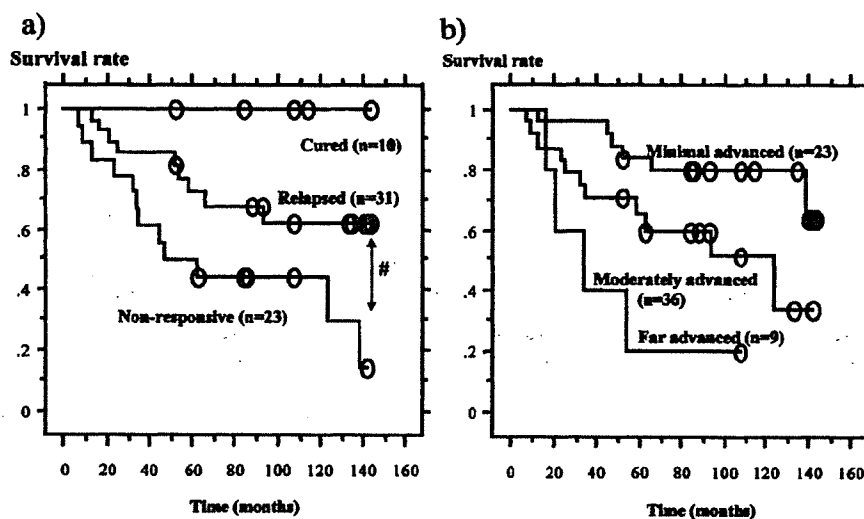 a)
Survival rate
1
.8
.6
.4
.2
0
Cured (n=10)
Relapsed (n=31)
#
Non-responsive (n=23)
0 20 40 60 80 100 120 140 160
Time (months)
b)
Survival rate
1
.8
.6
.4
.2
0
Minimal advanced (n=23)
Moderately advanced
(n=36)
Far advanced (n=9)
0 20 40 60 80 100 120 140 160
Time (months)